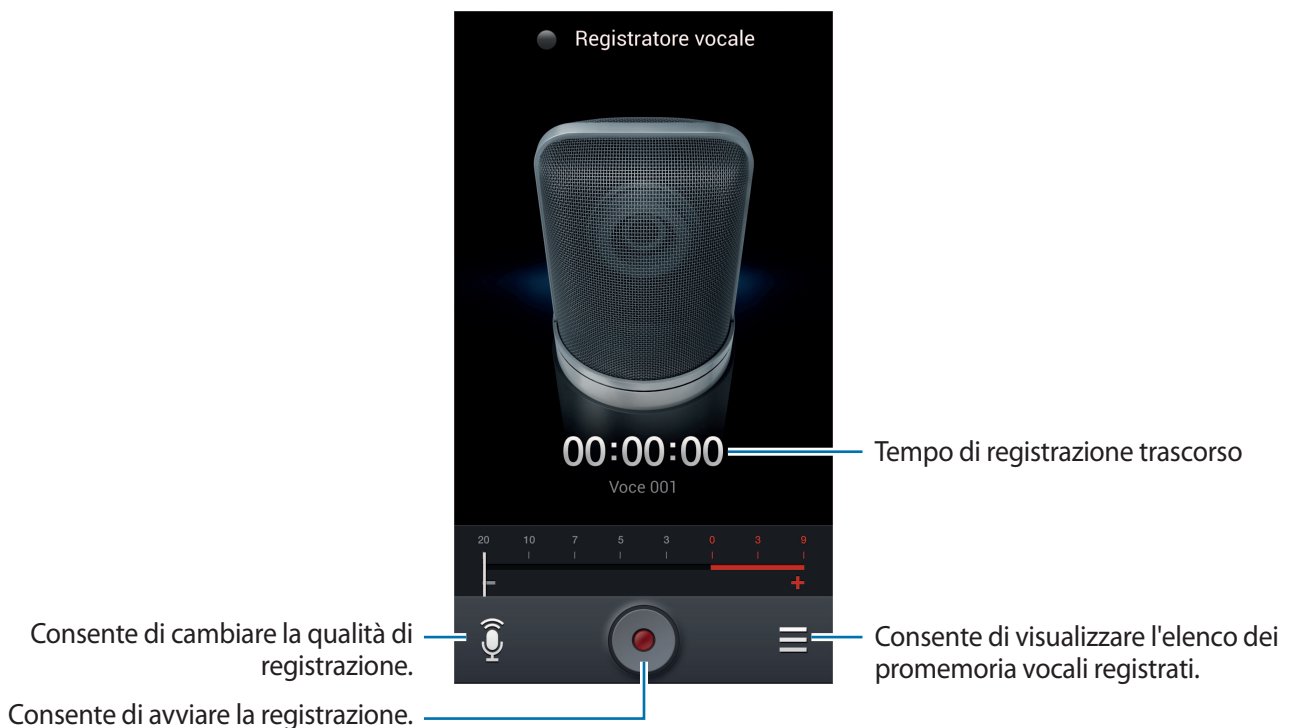 Registratore vocale
00:00:00
Tempo di registrazione trascorso
Voce 001
20 10 7 5 3 0 3 9
- +
Consente di cambiare la qualità di
registrazione.
Consente di visualizzare l'elenco dei
promemoria vocali registrati.
Consente di avviare la registrazione.